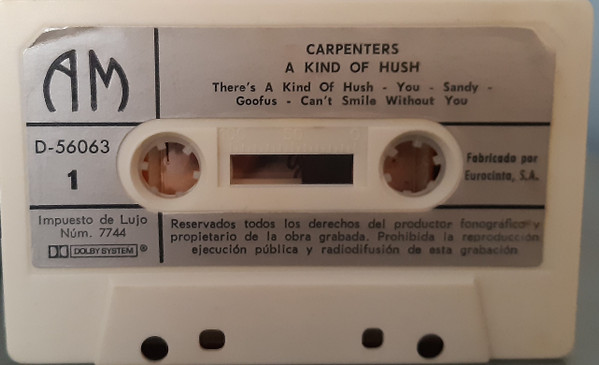 AM
CARPENTERS
A KIND OF HUSH
There's A Kind Of Hush - You - Sandy -
Goofus - Can't Smile Without You
D-56063
1
Fabricado por
Eurocinta, S.A.
Impuesto de Lujo
Núm. 7744
DOLBY SYSTEM ®
Reservados todos los derechos del productor fonográfico y
propietario de la obra grabada. Prohibida la reproducción
ejecución pública y radiodifusión de esta grabación